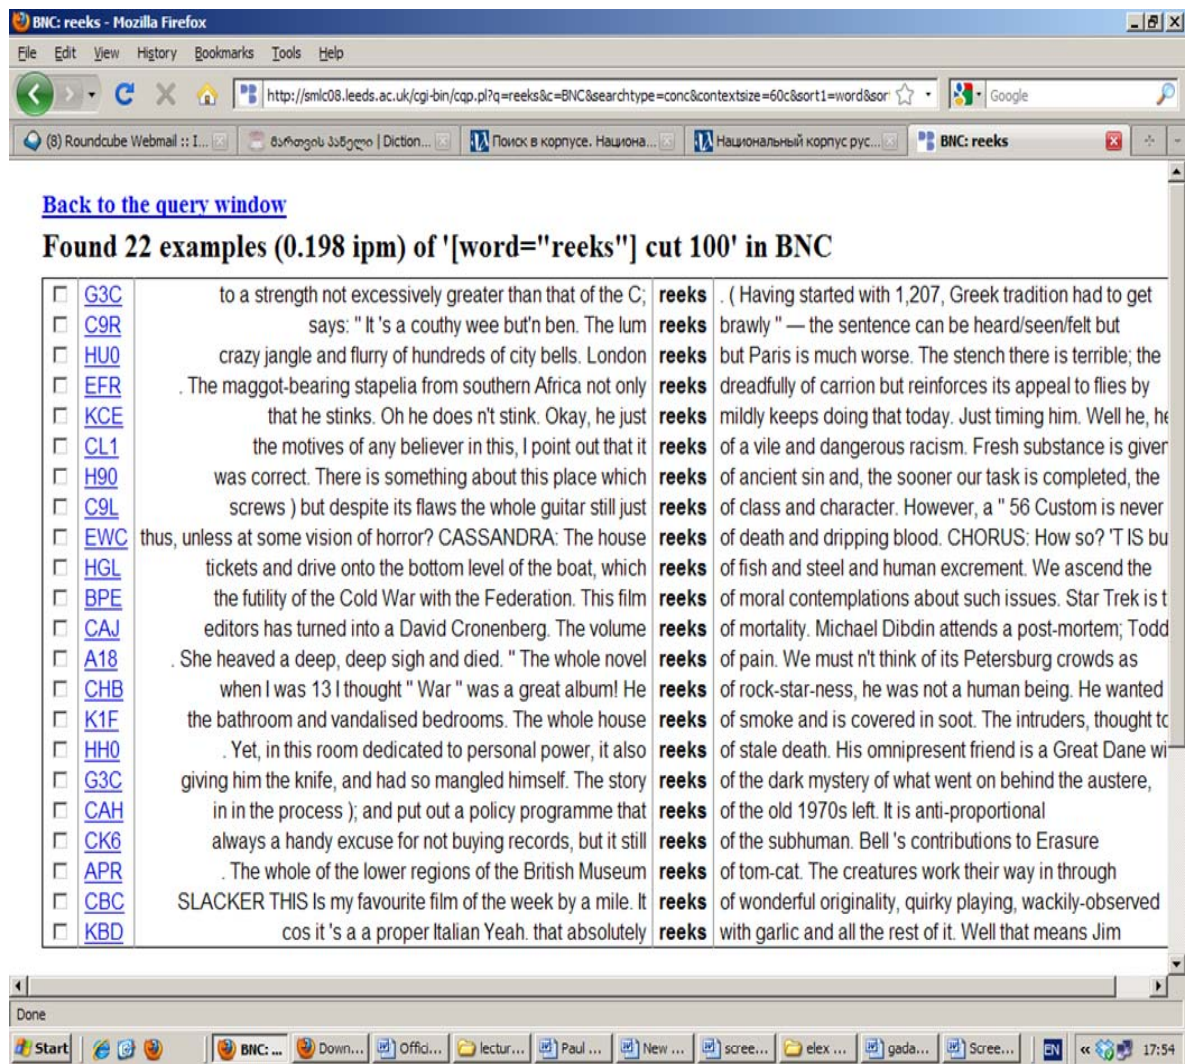 BNC: reeks - Mozilla Firefox
File Edit View History Bookmarks Tools Help
http://smlc08.leeds.ac.uk/cgi-bin/cqp.pl?q=reeks&c=BNC&searchtype=conc&contextsize=60c&sort1=word&sor Google
(8) Roundcube Webmail :: I... მართვის პანელი | Diction... Поиск в корпусе. Национа... Национальный корпус рус... BNC: reeks
Back to the query window
Found 22 examples (0.198 ipm) of '[word="reeks"] cut 100' in BNC
G3C to a strength not excessively greater than that of the C; reeks . ( Having started with 1,207, Greek tradition had to get
C9R says: " It 's a couthy wee but'n ben. The lum reeks brawly " — the sentence can be heard/seen/felt but
HU0 crazy jangle and flurry of hundreds of city bells. London reeks but Paris is much worse. The stench there is terrible; the
EFR . The maggot-bearing stapelia from southern Africa not only reeks dreadfully of carrion but reinforces its appeal to flies by
KCE that he stinks. Oh he does n't stink. Okay, he just reeks mildly keeps doing that today. Just timing him. Well he, he
CL1 the motives of any believer in this, I point out that it reeks of a vile and dangerous racism. Fresh substance is given
H90 was correct. There is something about this place which reeks of ancient sin and, the sooner our task is completed, the
C9L screws ) but despite its flaws the whole guitar still just reeks of class and character. However, a " 56 Custom is never
EWC thus, unless at some vision of horror? CASSANDRA: The house reeks of death and dripping blood. CHORUS: How so? 'T IS bu
HGL tickets and drive onto the bottom level of the boat, which reeks of fish and steel and human excrement. We ascend the
BPE the futility of the Cold War with the Federation. This film reeks of moral contemplations about such issues. Star Trek is t
CAJ editors has turned into a David Cronenberg. The volume reeks of mortality. Michael Dibdin attends a post-mortem; Todd
A18 . She heaved a deep, deep sigh and died. " The whole novel reeks of pain. We must n't think of its Petersburg crowds as
CHB when I was 13 I thought " War " was a great album! He reeks of rock-star-ness, he was not a human being. He wanted
K1F the bathroom and vandalised bedrooms. The whole house reeks of smoke and is covered in soot. The intruders, thought to
HH0 . Yet, in this room dedicated to personal power, it also reeks of stale death. His omnipresent friend is a Great Dane wi
G3C giving him the knife, and had so mangled himself. The story reeks of the dark mystery of what went on behind the austere,
CAH in in the process ); and put out a policy programme that reeks of the old 1970s left. It is anti-proportional
CK6 always a handy excuse for not buying records, but it still reeks of the subhuman. Bell 's contributions to Erasure
APR . The whole of the lower regions of the British Museum reeks of tom-cat. The creatures work their way in through
CBC SLACKER THIS Is my favourite film of the week by a mile. It reeks of wonderful originality, quirky playing, wackily-observed
KBD cos it 's a a proper Italian Yeah. that absolutely reeks with garlic and all the rest of it. Well that means Jim
Done
Start BNC: ... Down... Offici... lectur... Paul ... New ... scree... elex ... gada... Scree... EN « 17:54